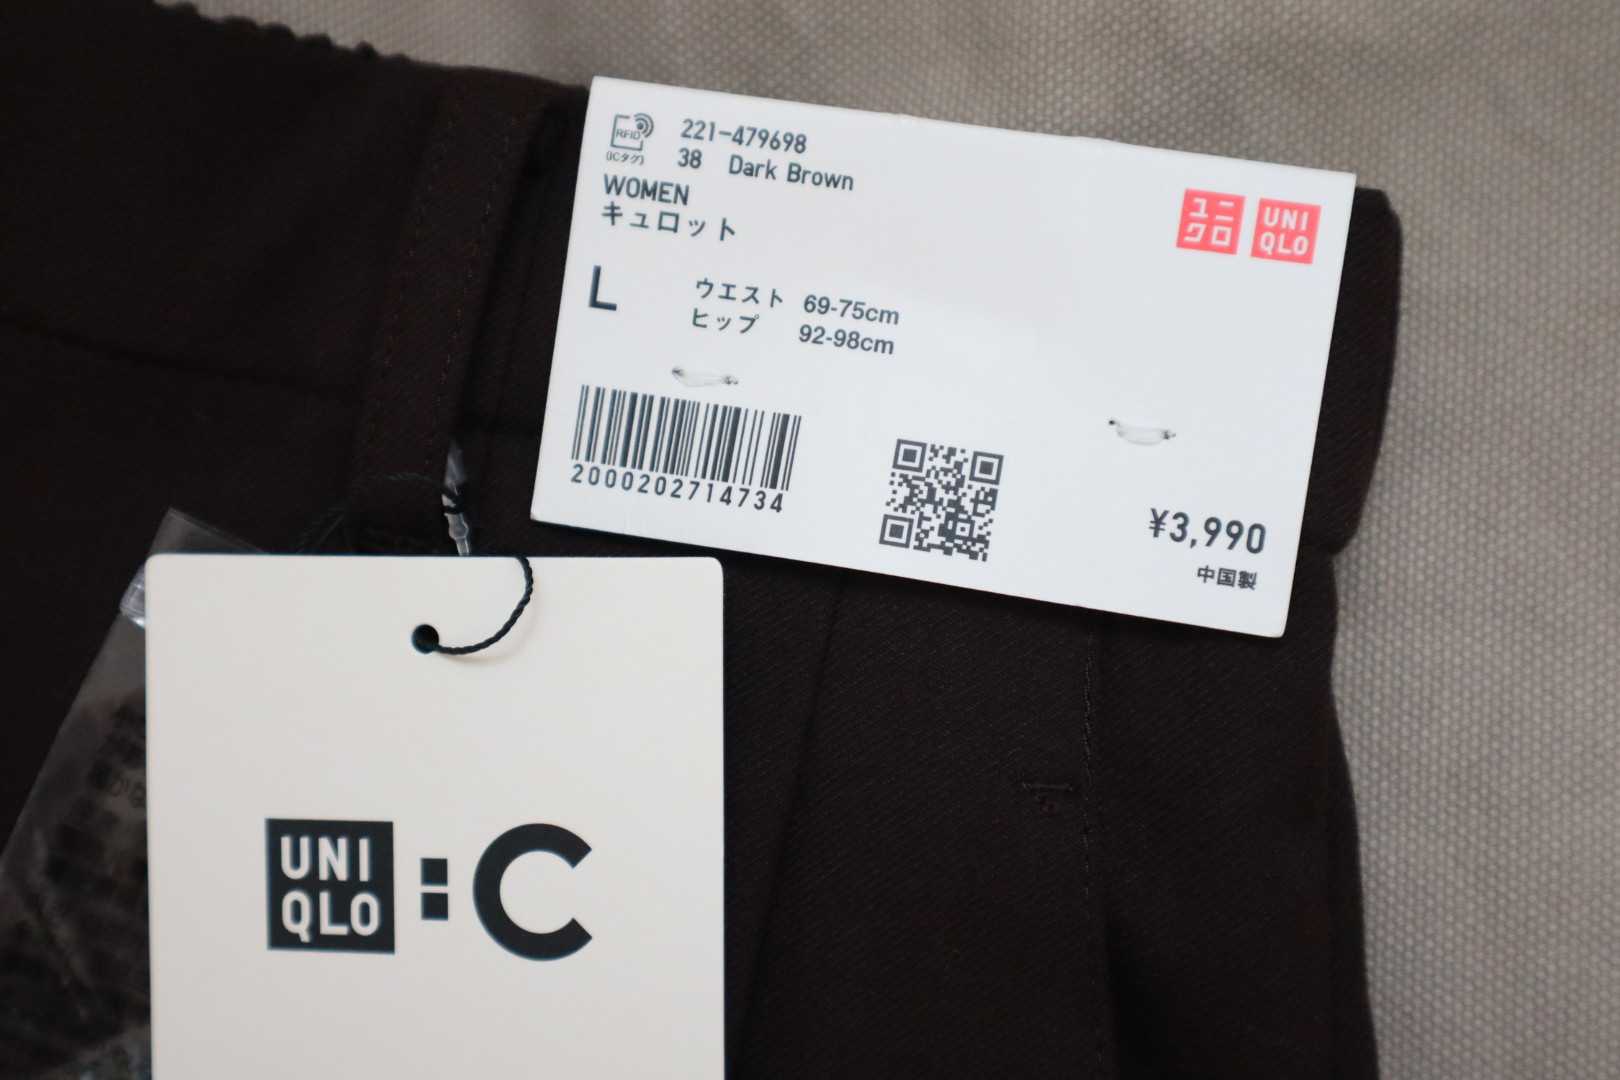 RFID
(ICタグ)
221-479698
38 Dark Brown
WOMEN
キュロット
L
ウエスト 69-75cm
ヒップ 92-98cm
2000202714734
ユニ
クロ
UNI
QLO
¥3,990
中国製
UNI
QLO
:C